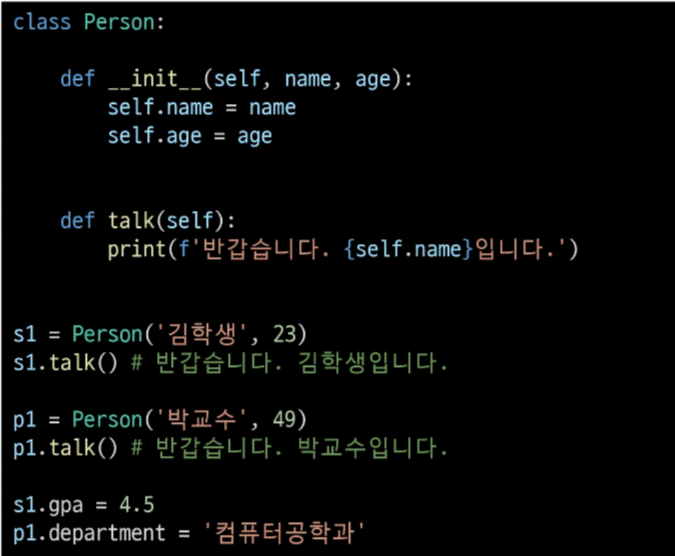 class Person:
    def __init__(self, name, age):
        self.name = name
        self.age = age
    def talk(self):
        print(f'반갑습니다. {self.name}입니다.')
s1 = Person('김학생', 23)
s1.talk() # 반갑습니다. 김학생입니다.
p1 = Person('박교수', 49)
p1.talk() # 반갑습니다. 박교수입니다.
s1.gpa = 4.5
p1.department = '컴퓨터공학과'